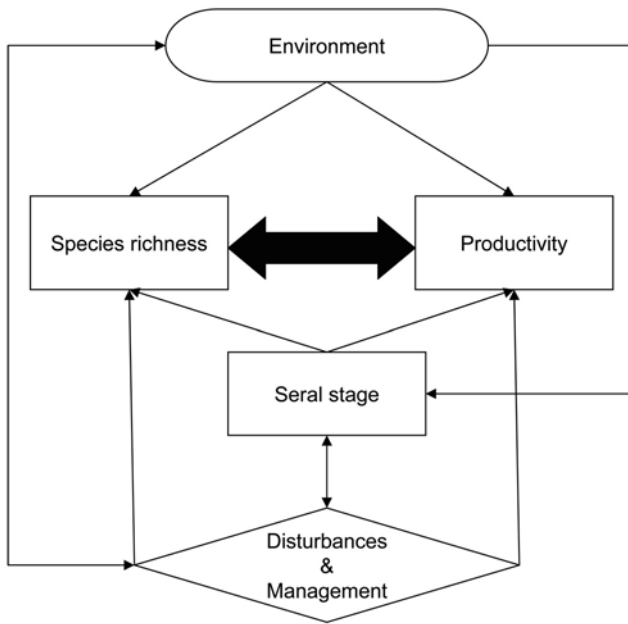 Environment
Species richness
Productivity
Seral stage
Disturbances
&
Management